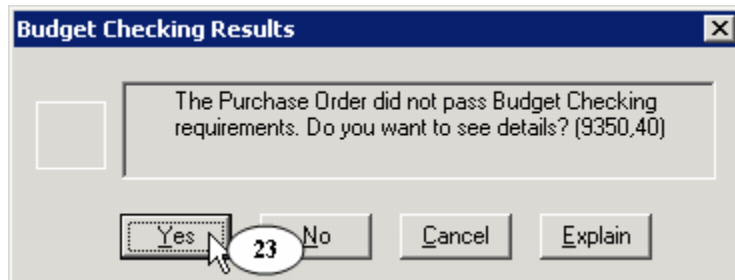 Budget Checking Results
The Purchase Order did not pass Budget Checking
requirements. Do you want to see details? (9350,40)
Yes 23 No Cancel Explain